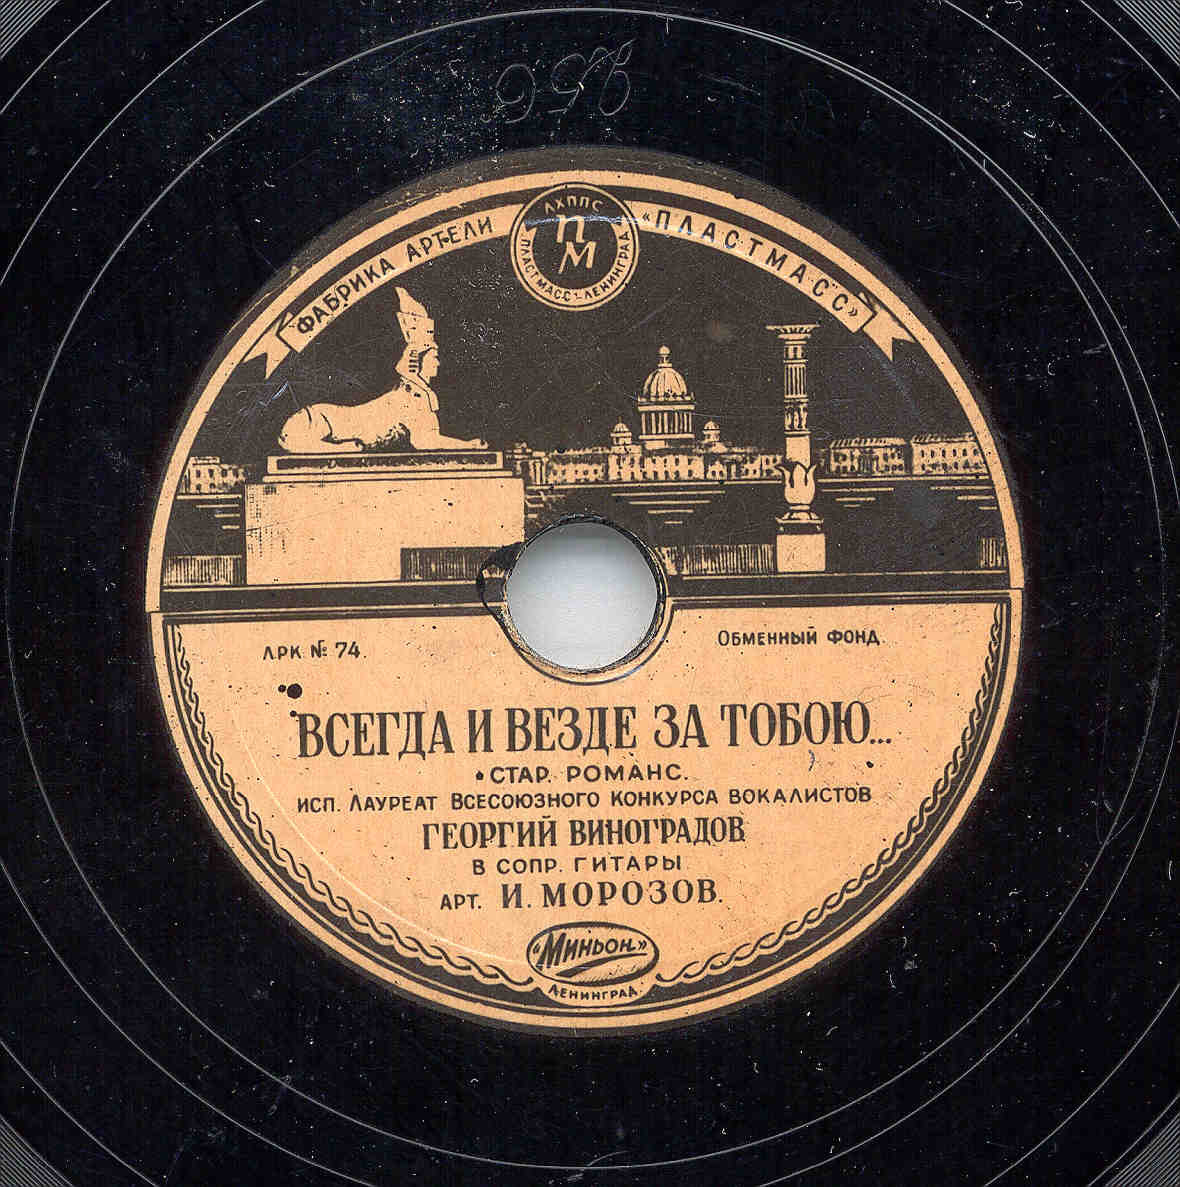 956
ФАБРИКА АРТЕЛИ «ПЛАСТМАСС»
ЛХППС
ПМ
ПЛАСТМАСС-ЛЕНИНГРАД
ЛРК № 74.
ОБМЕННЫЙ ФОНД.
ВСЕГДА И ВЕЗДЕ ЗА ТОБОЮ...
СТАР. РОМАНС.
ИСП. ЛАУРЕАТ ВСЕСОЮЗНОГО КОНКУРСА ВОКАЛИСТОВ
ГЕОРГИЙ ВИНОГРАДОВ
В СОПР. ГИТАРЫ
АРТ. И. МОРОЗОВ.
«Миньон»
ЛЕНИНГРАД.